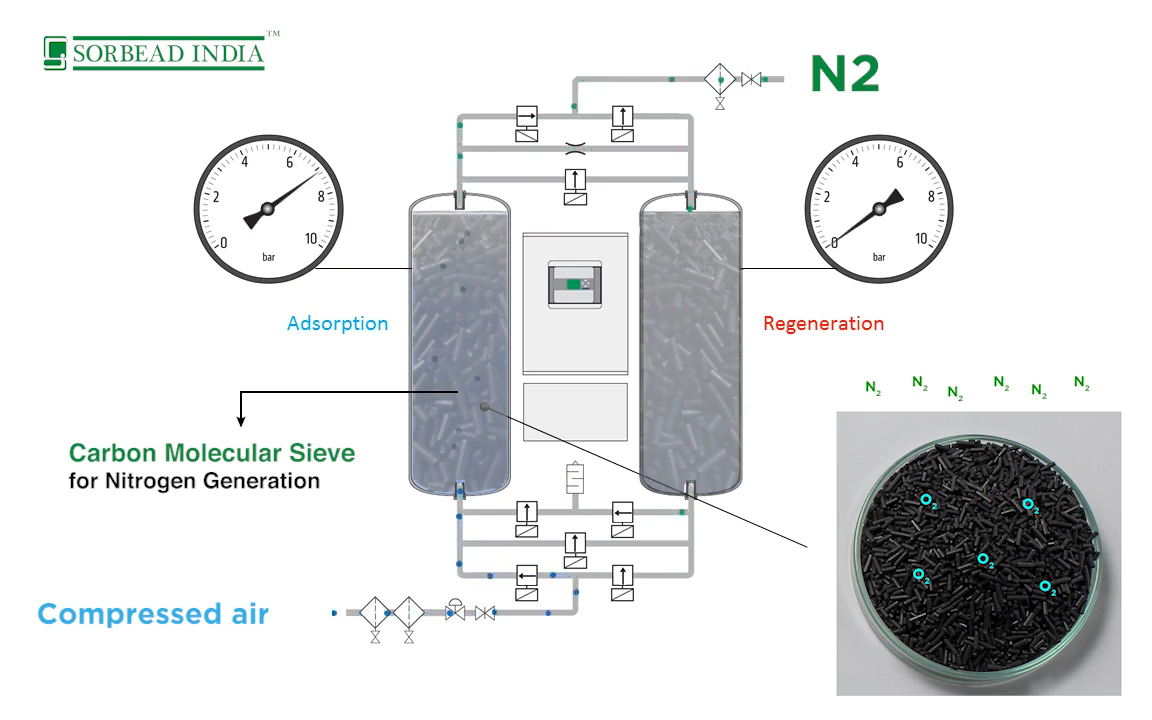 SORBEAD INDIA™
N2
0 2 4 6 8 10
bar
0 2 4 6 8 10
bar
Adsorption
Regeneration
N2 N2 N2 N2 N2 N2
Carbon Molecular Sieve
for Nitrogen Generation
O2 O2
O2
O2 O2
Compressed air